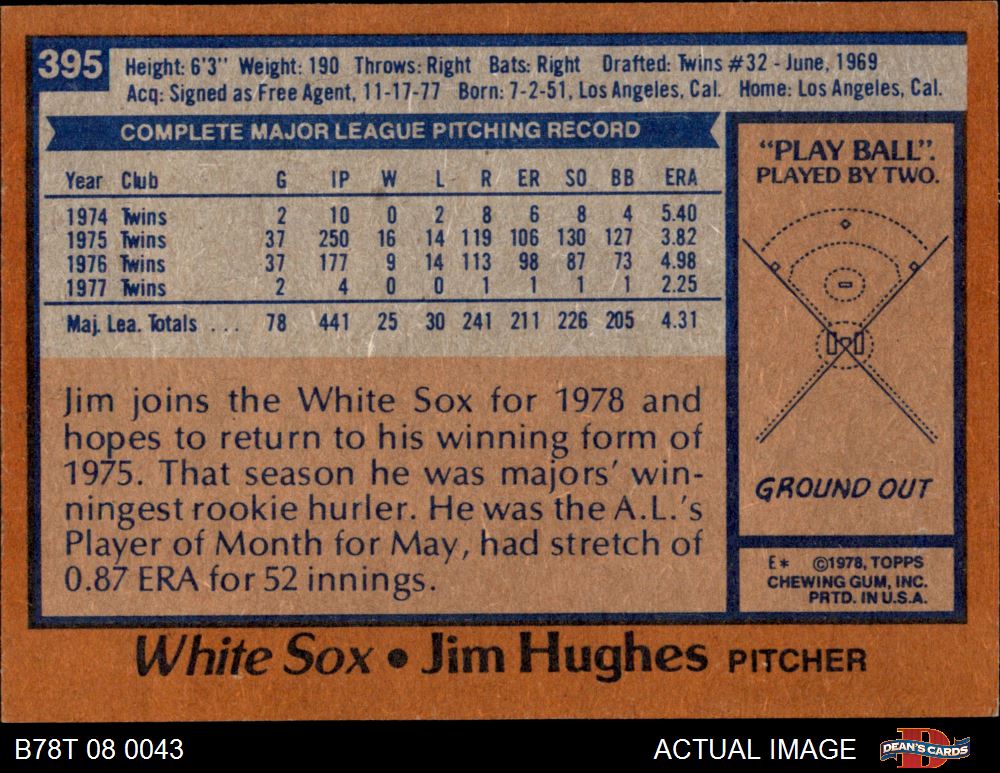 395
Height: 6'3" Weight: 190 Throws: Right Bats: Right Drafted: Twins #32 - June, 1969
Acq: Signed as Free Agent, 11-17-77 Born: 7-2-51, Los Angeles, Cal. Home: Los Angeles, Cal.
COMPLETE MAJOR LEAGUE PITCHING RECORD
Year Club G IP W L R ER SO BB ERA
1974 Twins 2 10 0 2 8 6 8 4 5.40
1975 Twins 37 250 16 14 119 106 130 127 3.82
1976 Twins 37 177 9 14 113 98 87 73 4.98
1977 Twins 2 4 0 0 1 1 1 1 2.25
Maj. Lea. Totals ... 78 441 25 30 241 211 226 205 4.31
Jim joins the White Sox for 1978 and
hopes to return to his winning form of
1975. That season he was majors' win-
ningest rookie hurler. He was the A.L.'s
Player of Month for May, had stretch of
0.87 ERA for 52 innings.
"PLAY BALL".
PLAYED BY TWO.
GROUND OUT
E* ©1978, TOPPS
CHEWING GUM, INC.
PRTD. IN U.S.A.
White Sox • Jim Hughes PITCHER
B78T 08 0043
ACTUAL IMAGE
DEAN'S CARDS